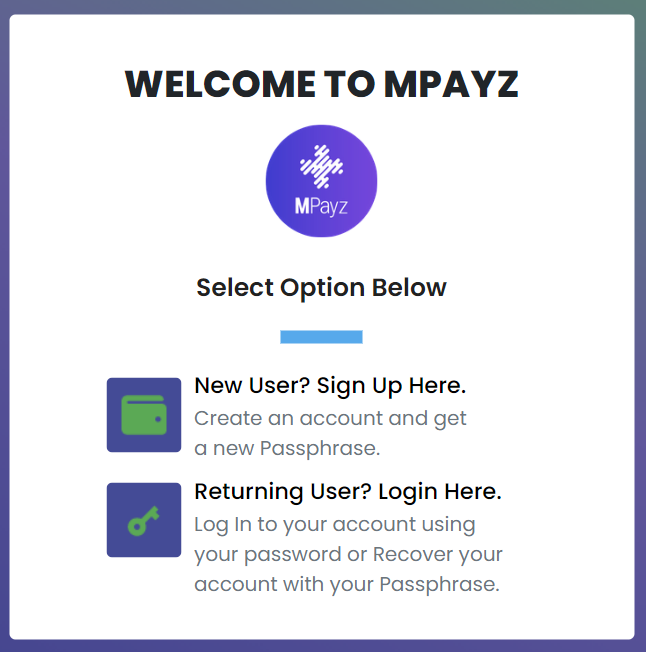 WELCOME TO MPAYZ
MPayz
Select Option Below
New User? Sign Up Here.
Create an account and get
a new Passphrase.
Returning User? Login Here.
Log In to your account using
your password or Recover your
account with your Passphrase.